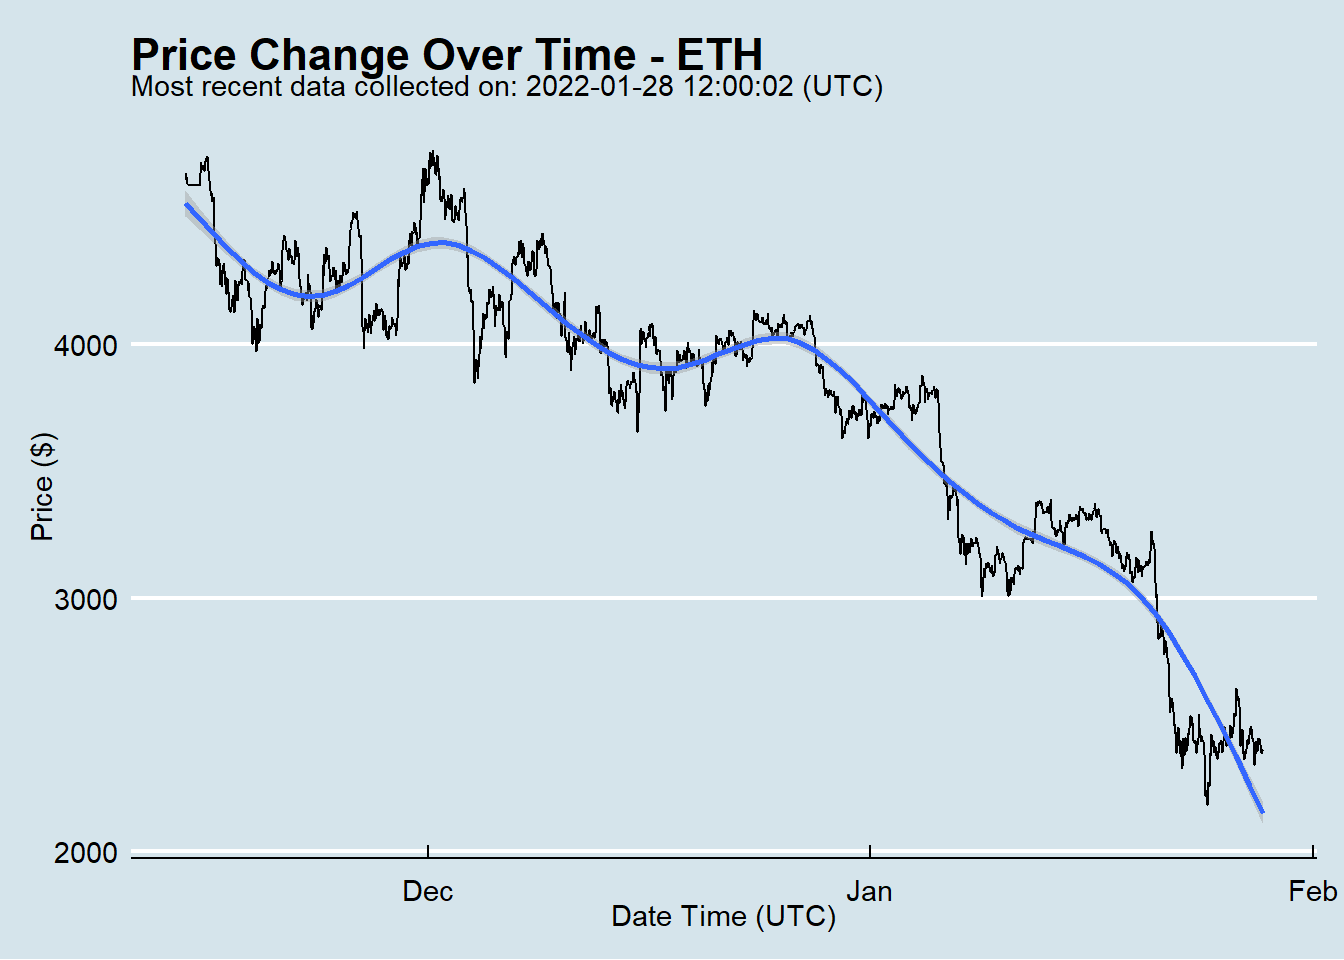 Price Change Over Time - ETH
Most recent data collected on: 2022-01-28 12:00:02 (UTC)
Price ($)
4000
3000
2000
Dec
Jan
Feb
Date Time (UTC)